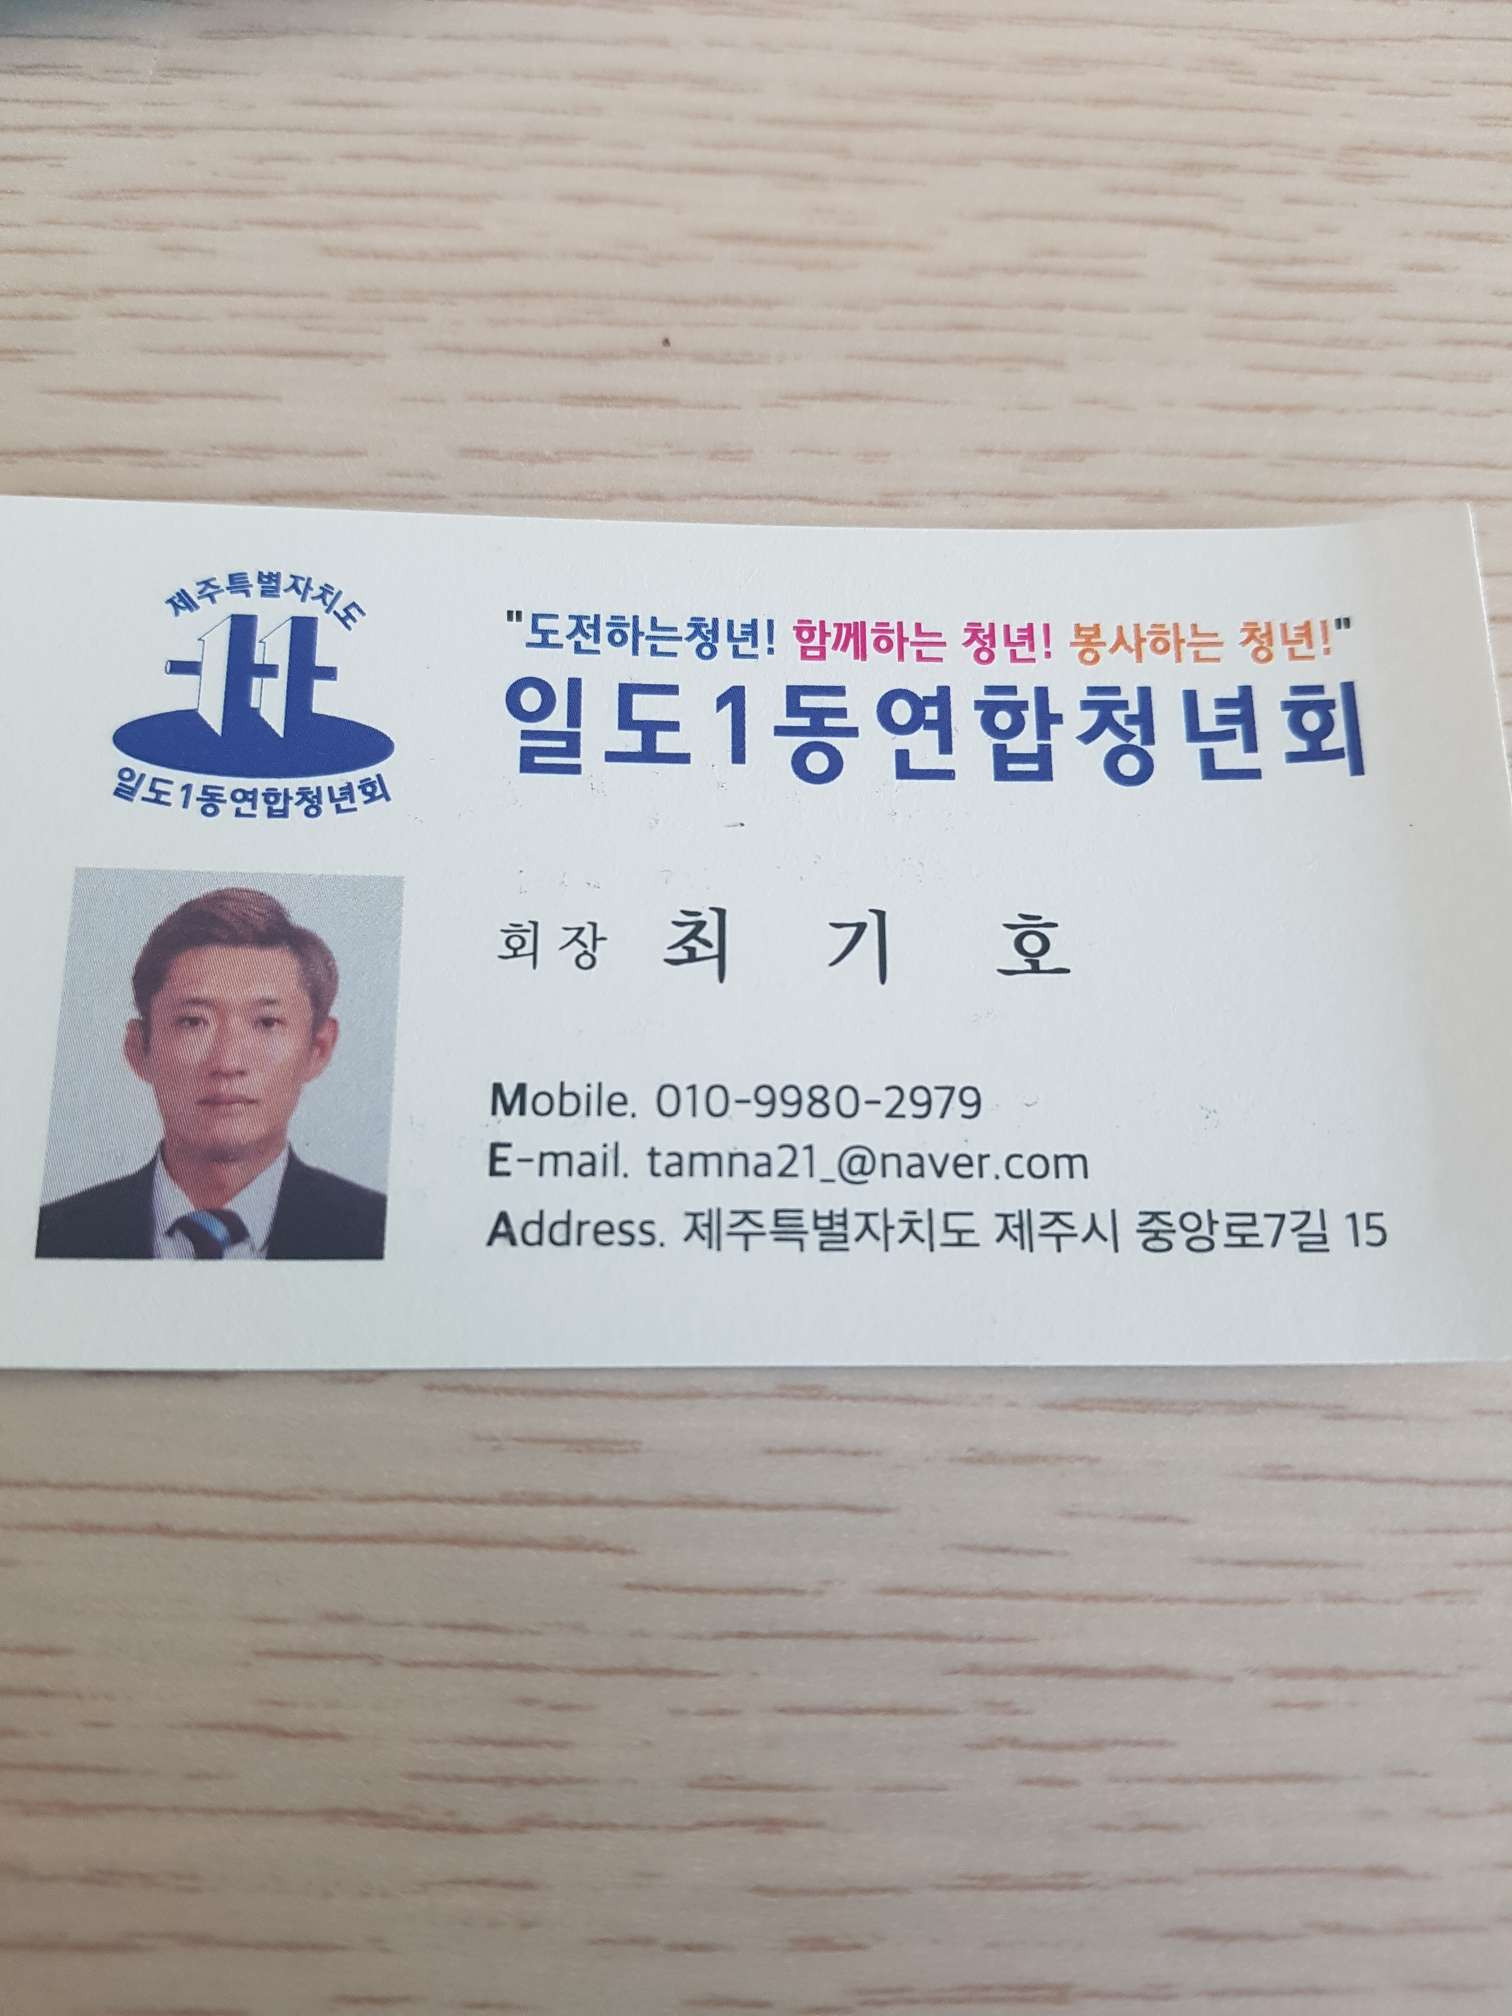 제주특별자치도
일도1동연합청년회
"도전하는청년! 함께하는 청년! 봉사하는 청년!"
일도1동연합청년회
회장 최 기 호
Mobile. 010-9980-2979
E-mail. tamna21_@naver.com
Address. 제주특별자치도 제주시 중앙로7길 15